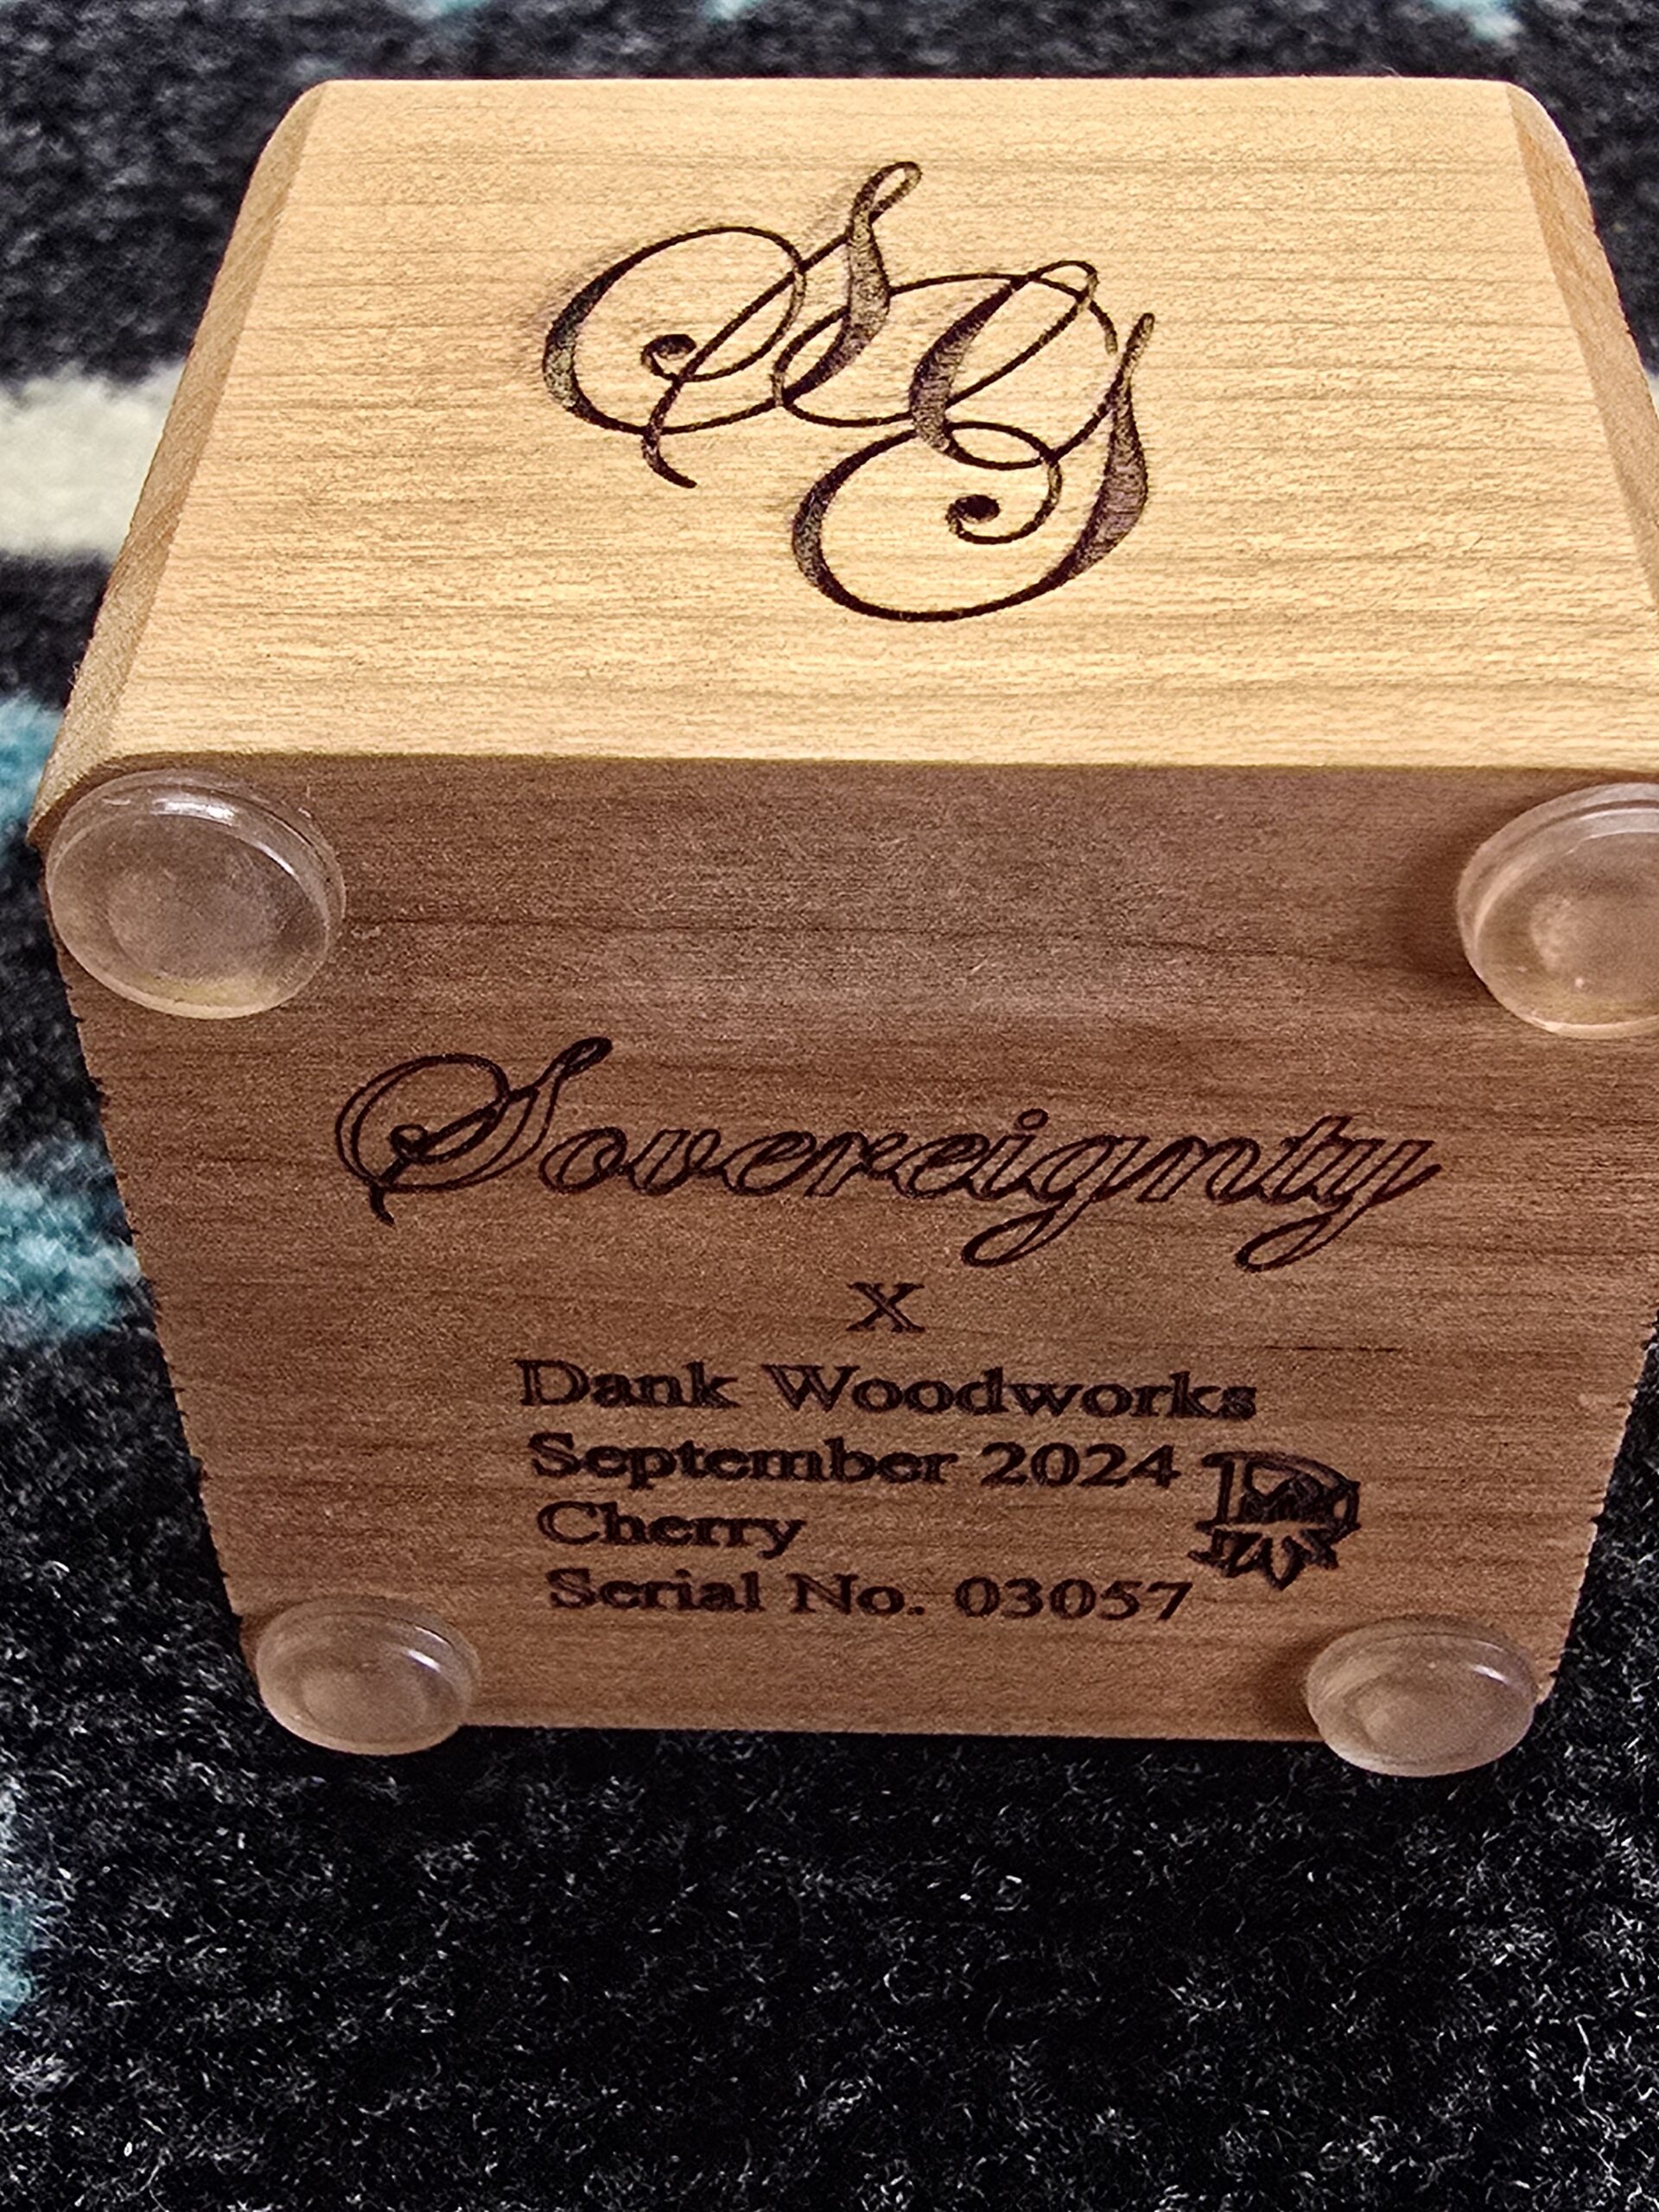 SG
Sovereignty
X
Dank Woodworks
September 2024
Cherry
Serial No. 03057